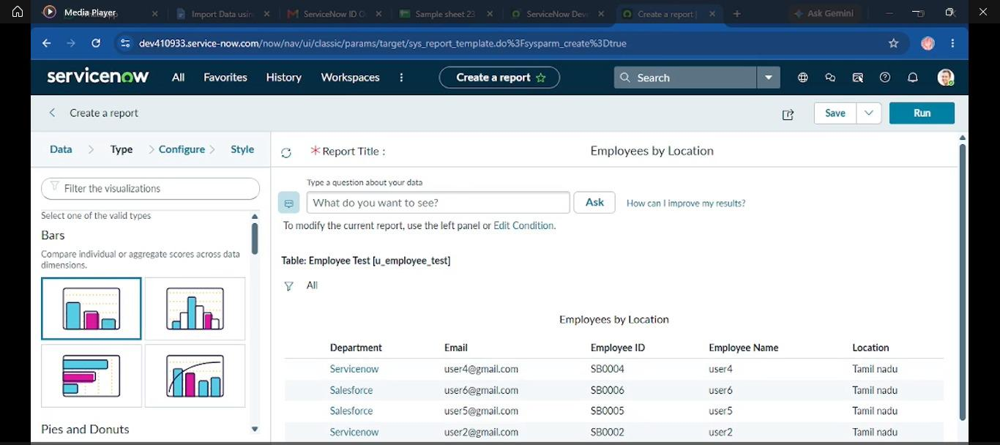 Media Player
Import Data usin
ServiceNow ID O
Sample sheet 23
ServiceNow Dev
Create a report |
Ask Gemini
dev410933.service-now.com/now/nav/ui/classic/params/target/sys_report_template.do%3Fsysparm_create%3Dtrue
servicenow All Favorites History Workspaces Create a report Search
Create a report Save Run
Data Type Configure Style
Report Title : Employees by Location
Filter the visualizations
Select one of the valid types
Bars
Compare individual or aggregate scores across data
dimensions.
Pies and Donuts
Type a question about your data
What do you want to see? Ask How can I improve my results?
To modify the current report, use the left panel or Edit Condition.
Table: Employee Test [u_employee_test]
All
Employees by Location
Department Email Employee ID Employee Name Location
Servicenow user4@gmail.com SB0004 user4 Tamil nadu
Salesforce user6@gmail.com SB0006 user6 Tamil nadu
Salesforce user5@gmail.com SB0005 user5 Tamil nadu
Servicenow user2@gmail.com SB0002 user2 Tamil nadu